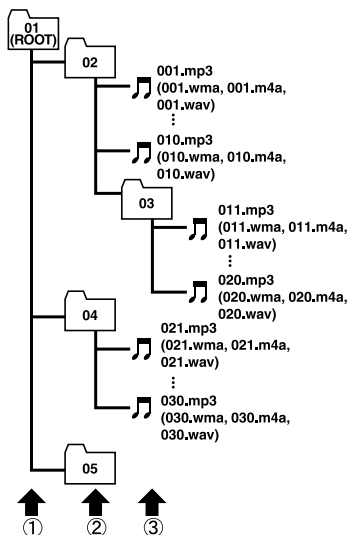 01
(ROOT)
02
001.mp3
(001.wma, 001.m4a,
001.wav)
⋮
010.mp3
(010.wma, 010.m4a,
010.wav)
03
011.mp3
(011.wma, 011.m4a,
011.wav)
⋮
020.mp3
(020.wma, 020.m4a,
020.wav)
04
021.mp3
(021.wma, 021.m4a,
021.wav)
⋮
030.mp3
(030.wma, 030.m4a,
030.wav)
05
① ② ③